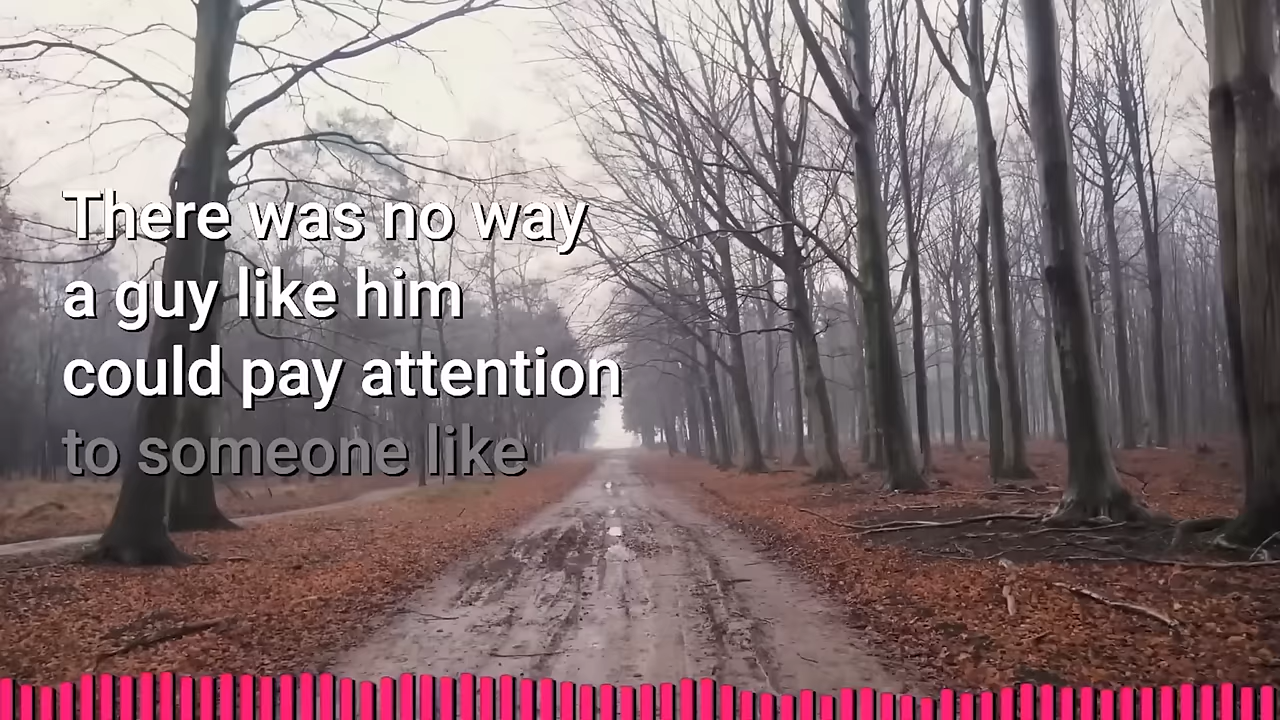 There was no way
a guy like him
could pay attention
to someone like